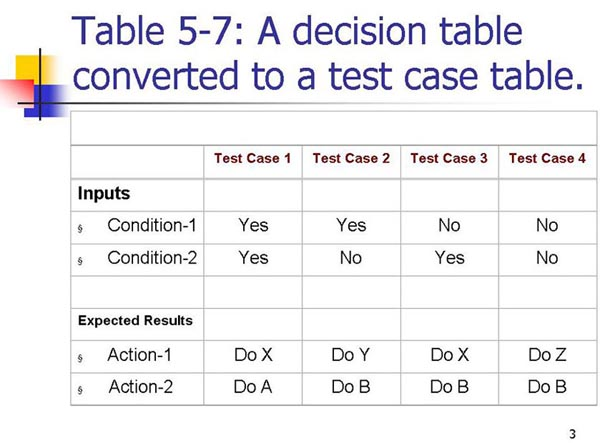 Table 5-7: A decision table
converted to a test case table.
Test Case 1 Test Case 2 Test Case 3 Test Case 4
Inputs
§ Condition-1 Yes Yes No No
§ Condition-2 Yes No Yes No
Expected Results
§ Action-1 Do X Do Y Do X Do Z
§ Action-2 Do A Do B Do B Do B
3